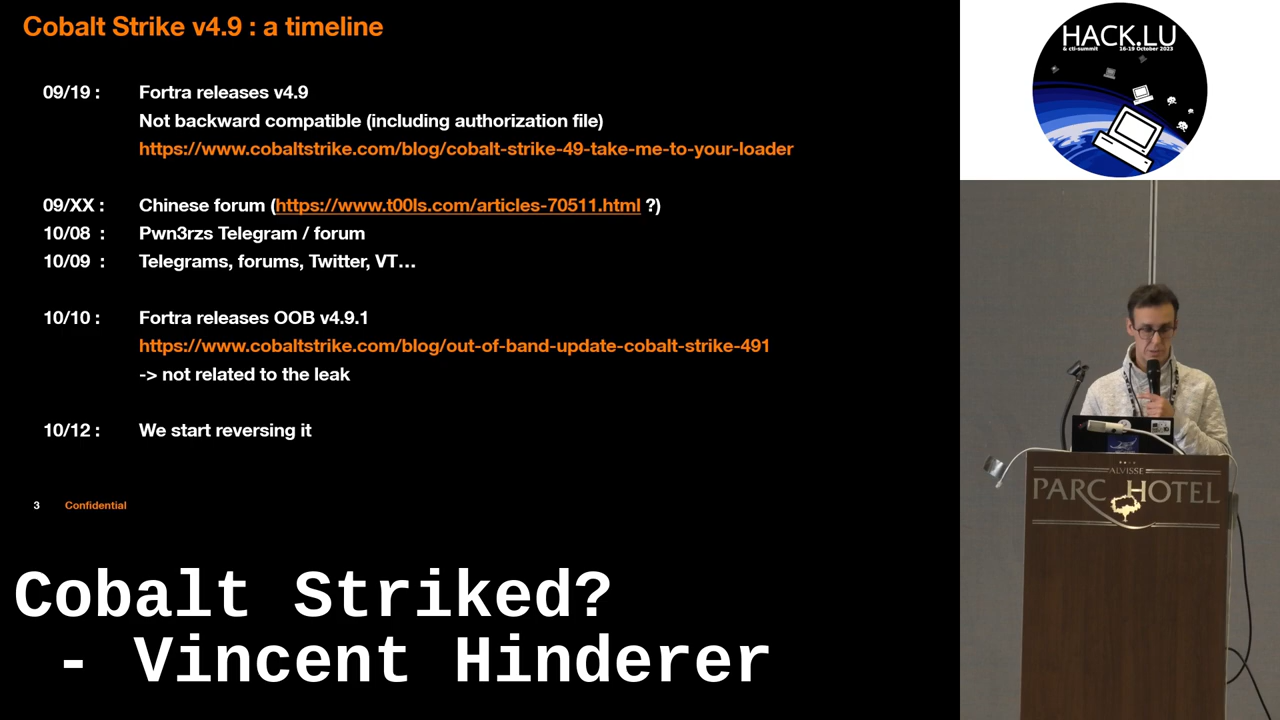 Cobalt Strike v4.9 : a timeline
09/19 : Fortra releases v4.9
Not backward compatible (including authorization file)
https://www.cobaltstrike.com/blog/cobalt-strike-49-take-me-to-your-loader
09/XX : Chinese forum (https://www.t00ls.com/articles-70511.html ?)
10/08 : Pwn3rzs Telegram / forum
10/09 : Telegrams, forums, Twitter, VT...
10/10 : Fortra releases OOB v4.9.1
https://www.cobaltstrike.com/blog/out-of-band-update-cobalt-strike-491
-> not related to the leak
10/12 : We start reversing it
3 Confidential
Cobalt Striked?
- Vincent Hinderer
HACK.LU
& cti-summit 16-19 October 2023
ALVISSE
PARC HOTEL